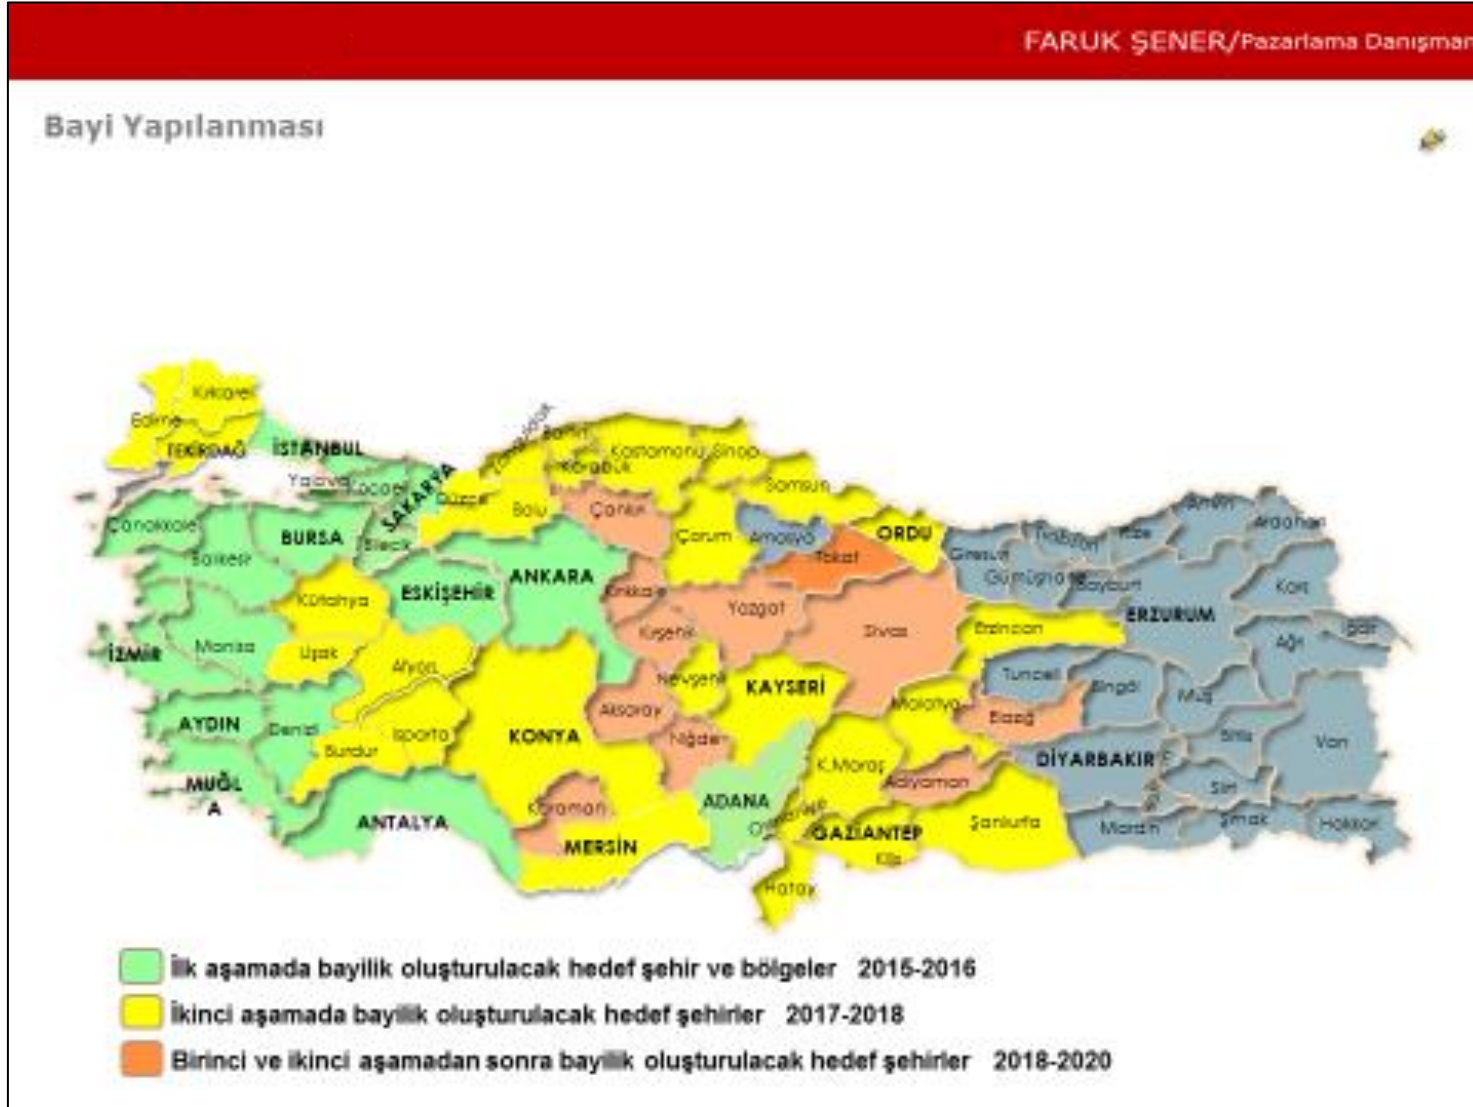 FARUK ŞENER/Pazarlama Danışman
Bayi Yapılanması
Kırkareli
Edirne
TEKİRDAĞ
İSTANBUL
Yalova
Kocaeli
SAKARYA
Düzce
Zonguldak
Bartın
Karabük
Kastamonu
Sinop
Samsun
Bolu
Çankırı
Çorum
Amasya
Tokat
ORDU
Giresun
Trabzon
Rize
Artvin
Ardahan
Gümüşhane
Bayburt
Kars
Çanakkale
Balıkesir
BURSA
Bilecik
ESKİŞEHİR
ANKARA
Kırıkkale
Yozgat
Sivas
Erzincan
ERZURUM
Ağrı
Iğdır
Kütahya
Kırşehir
İZMİR
Manisa
Uşak
Afyon
Nevşehir
KAYSERİ
Malatya
Tunceli
Bingöl
Muş
Elazığ
AYDIN
Denizli
Isparta
Burdur
KONYA
Aksaray
Niğde
K.Maraş
Adıyaman
DİYARBAKIR
Bitlis
Van
Siirt
MUĞL
A
ANTALYA
Karaman
MERSİN
ADANA
Osmaniye
GAZİANTEP
Kilis
Şanlıurfa
Mardin
Şırnak
Hakkari
Hatay
İlk aşamada bayilik oluşturulacak hedef şehir ve bölgeler 2015-2016
İkinci aşamada bayilik oluşturulacak hedef şehirler 2017-2018
Birinci ve ikinci aşamadan sonra bayilik oluşturulacak hedef şehirler 2018-2020